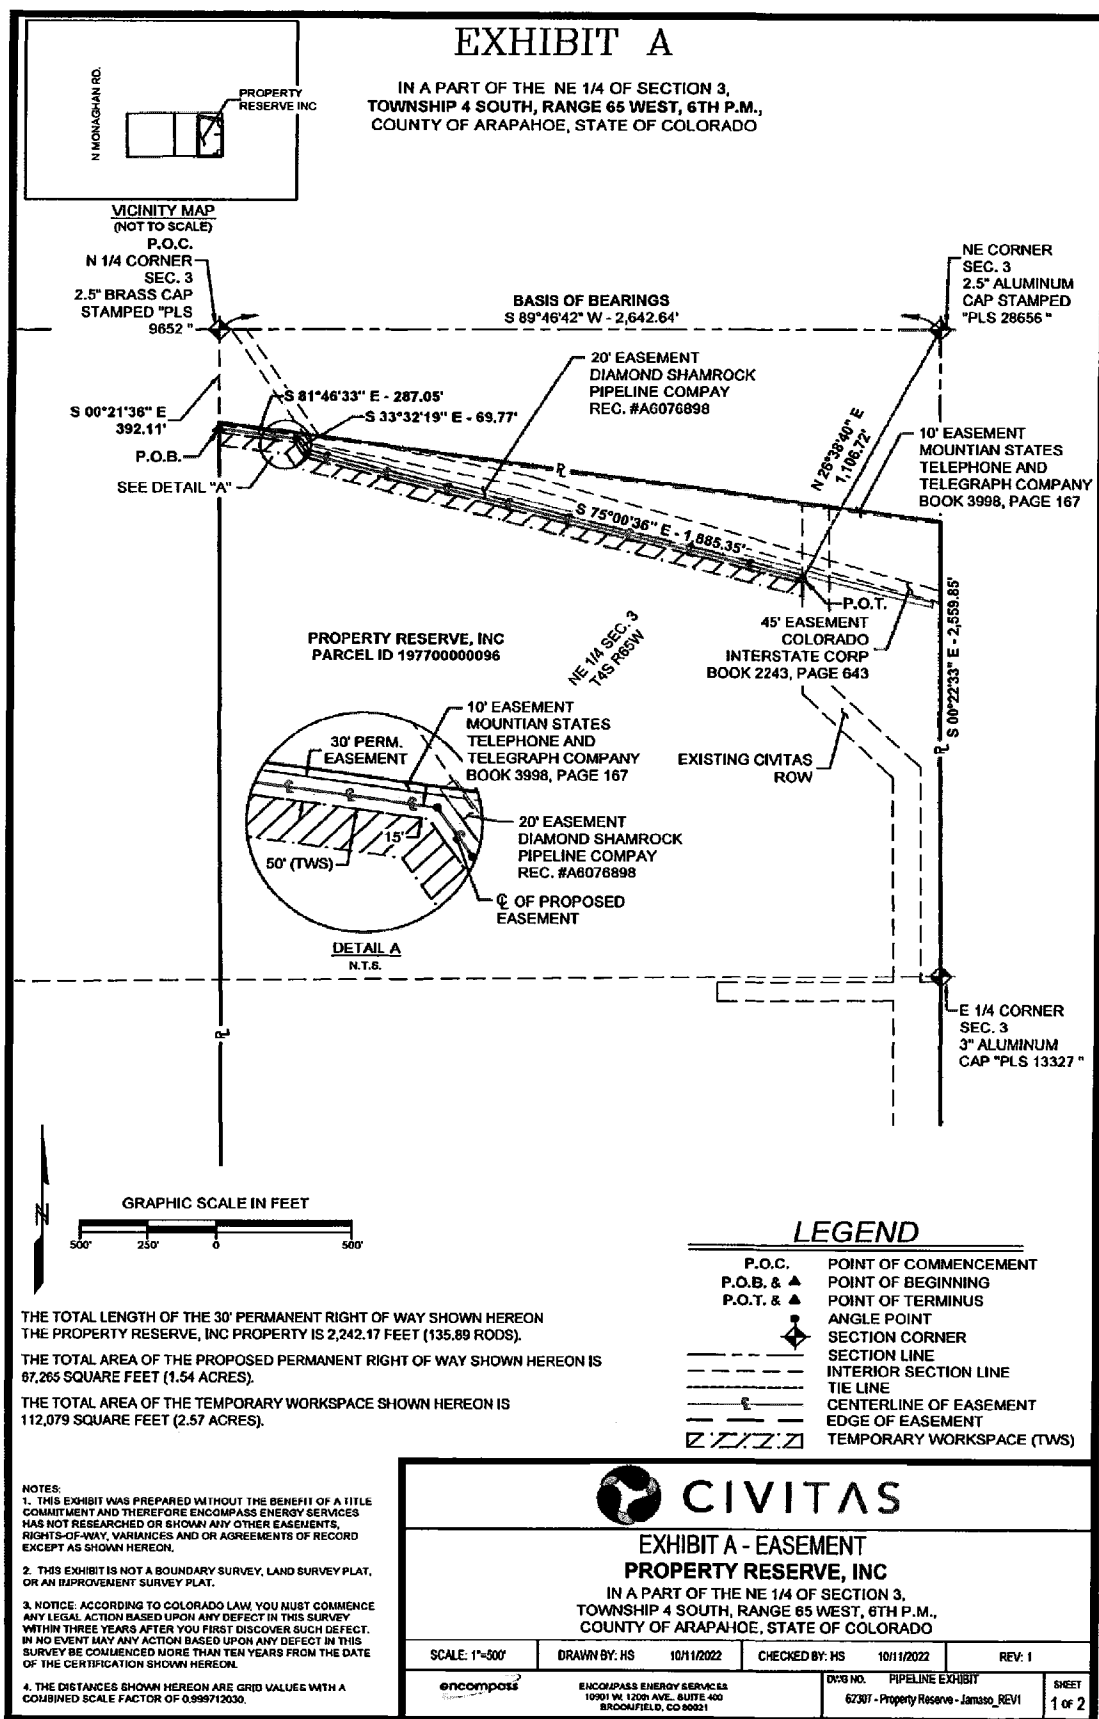 EXHIBIT A
IN A PART OF THE NE 1/4 OF SECTION 3,
TOWNSHIP 4 SOUTH, RANGE 65 WEST, 6TH P.M.,
COUNTY OF ARAPAHOE, STATE OF COLORADO
N MONAGHAN RD.
PROPERTY
RESERVE INC
VICINITY MAP
(NOT TO SCALE)
P.O.C.
N 1/4 CORNER
SEC. 3
2.5" BRASS CAP
STAMPED "PLS
9652 "
NE CORNER
SEC. 3
2.5" ALUMINUM
CAP STAMPED
"PLS 28656 "
BASIS OF BEARINGS
S 89°46'42" W - 2,642.64'
20' EASEMENT
DIAMOND SHAMROCK
PIPELINE COMPAY
REC. #A6076898
S 81°46'33" E - 287.05'
S 33°32'19" E - 69.77'
S 00°21'36" E
392.11'
P.O.B.
SEE DETAIL "A"
N 26°38'40" E
1,106.72'
10' EASEMENT
MOUNTIAN STATES
TELEPHONE AND
TELEGRAPH COMPANY
BOOK 3998, PAGE 167
PL
S 75°00'36" E - 1,885.35'
P.O.T.
45' EASEMENT
COLORADO
INTERSTATE CORP
BOOK 2243, PAGE 643
S 00°22'33" E - 2,559.85'
PL
PROPERTY RESERVE, INC
PARCEL ID 197700000096
NE 1/4 SEC. 3
T4S R65W
EXISTING CIVITAS
ROW
10' EASEMENT
MOUNTIAN STATES
TELEPHONE AND
TELEGRAPH COMPANY
BOOK 3998, PAGE 167
30' PERM.
EASEMENT
15'
50' (TWS)
20' EASEMENT
DIAMOND SHAMROCK
PIPELINE COMPAY
REC. #A6076898
℄ OF PROPOSED
EASEMENT
DETAIL A
N.T.S.
PL
E 1/4 CORNER
SEC. 3
3" ALUMINUM
CAP "PLS 13327 "
N
GRAPHIC SCALE IN FEET
500' 250' 0 500'
LEGEND
P.O.C. POINT OF COMMENCEMENT
P.O.B. & ▲ POINT OF BEGINNING
P.O.T. & ▲ POINT OF TERMINUS
ANGLE POINT
SECTION CORNER
SECTION LINE
INTERIOR SECTION LINE
TIE LINE
℄ CENTERLINE OF EASEMENT
EDGE OF EASEMENT
TEMPORARY WORKSPACE (TWS)
THE TOTAL LENGTH OF THE 30' PERMANENT RIGHT OF WAY SHOWN HEREON
THE PROPERTY RESERVE, INC PROPERTY IS 2,242.17 FEET (135.89 RODS).
THE TOTAL AREA OF THE PROPOSED PERMANENT RIGHT OF WAY SHOWN HEREON IS
67,265 SQUARE FEET (1.54 ACRES).
THE TOTAL AREA OF THE TEMPORARY WORKSPACE SHOWN HEREON IS
112,079 SQUARE FEET (2.57 ACRES).
NOTES:
1. THIS EXHIBIT WAS PREPARED WITHOUT THE BENEFIT OF A TITLE
COMMITMENT AND THEREFORE ENCOMPASS ENERGY SERVICES
HAS NOT RESEARCHED OR SHOWN ANY OTHER EASEMENTS,
RIGHTS-OF-WAY, VARIANCES AND OR AGREEMENTS OF RECORD
EXCEPT AS SHOWN HEREON.
2. THIS EXHIBIT IS NOT A BOUNDARY SURVEY, LAND SURVEY PLAT,
OR AN IMPROVEMENT SURVEY PLAT.
3. NOTICE: ACCORDING TO COLORADO LAW, YOU MUST COMMENCE
ANY LEGAL ACTION BASED UPON ANY DEFECT IN THIS SURVEY
WITHIN THREE YEARS AFTER YOU FIRST DISCOVER SUCH DEFECT.
IN NO EVENT MAY ANY ACTION BASED UPON ANY DEFECT IN THIS
SURVEY BE COMMENCED MORE THAN TEN YEARS FROM THE DATE
OF THE CERTIFICATION SHOWN HEREON.
4. THE DISTANCES SHOWN HEREON ARE GRID VALUES WITH A
COMBINED SCALE FACTOR OF 0.999712030.
CIVITAS
EXHIBIT A - EASEMENT
PROPERTY RESERVE, INC
IN A PART OF THE NE 1/4 OF SECTION 3,
TOWNSHIP 4 SOUTH, RANGE 65 WEST, 6TH P.M.,
COUNTY OF ARAPAHOE, STATE OF COLORADO
SCALE: 1"=500' DRAWN BY: HS 10/11/2022 CHECKED BY: HS 10/11/2022 REV: 1
encompass
ENCOMPASS ENERGY SERVICES
10901 W. 120th AVE., SUITE 400
BROOMFIELD, CO 80021
DWG NO. PIPELINE EXHIBIT
62307 - Property Reserve - Jamaso_REV1
SHEET
1 OF 2